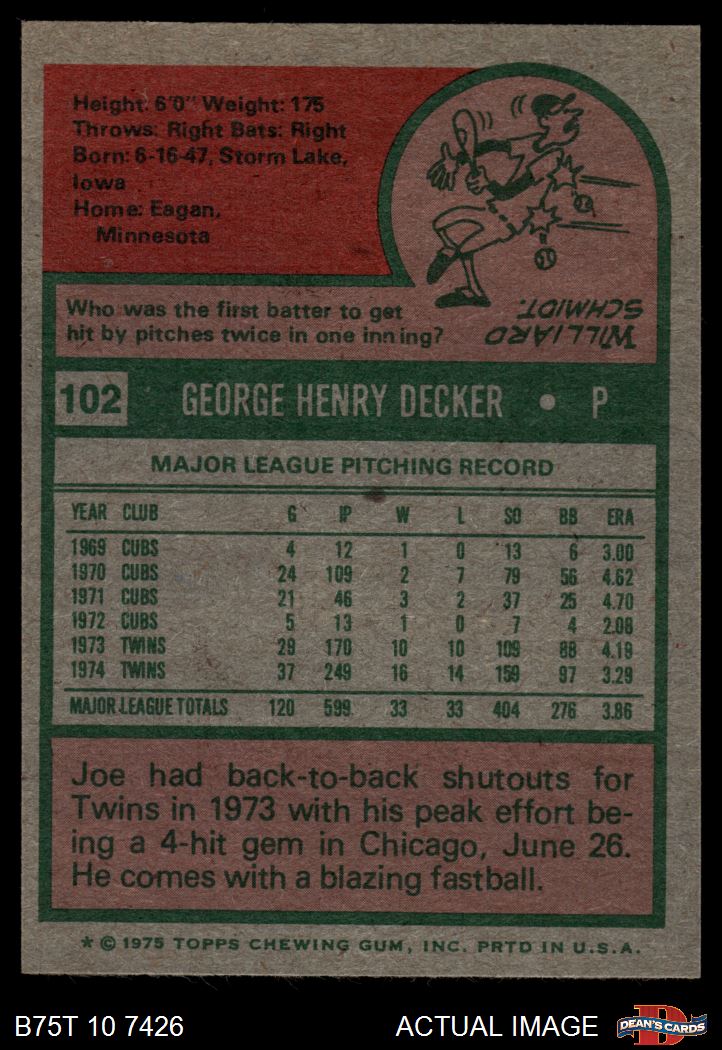 Height: 6'0" Weight: 175
Throws: Right Bats: Right
Born: 6-16-47, Storm Lake,
Iowa
Home: Eagan,
Minnesota
Who was the first batter to get
hit by pitches twice in one inning?
WILLIARD
SCHMIDT.
102 GEORGE HENRY DECKER • P
MAJOR LEAGUE PITCHING RECORD
YEAR CLUB G IP W L SO BB ERA
1969 CUBS 4 12 1 0 13 6 3.00
1970 CUBS 24 109 2 7 79 56 4.62
1971 CUBS 21 46 3 2 37 25 4.70
1972 CUBS 5 13 1 0 7 4 2.08
1973 TWINS 29 170 10 10 109 88 4.19
1974 TWINS 37 249 16 14 159 97 3.29
MAJOR LEAGUE TOTALS 120 599 33 33 404 276 3.86
Joe had back-to-back shutouts for
Twins in 1973 with his peak effort be-
ing a 4-hit gem in Chicago, June 26.
He comes with a blazing fastball.
* © 1975 TOPPS CHEWING GUM, INC. PRTD IN U.S.A.
B75T 10 7426 ACTUAL IMAGE D DEAN'S CARDS